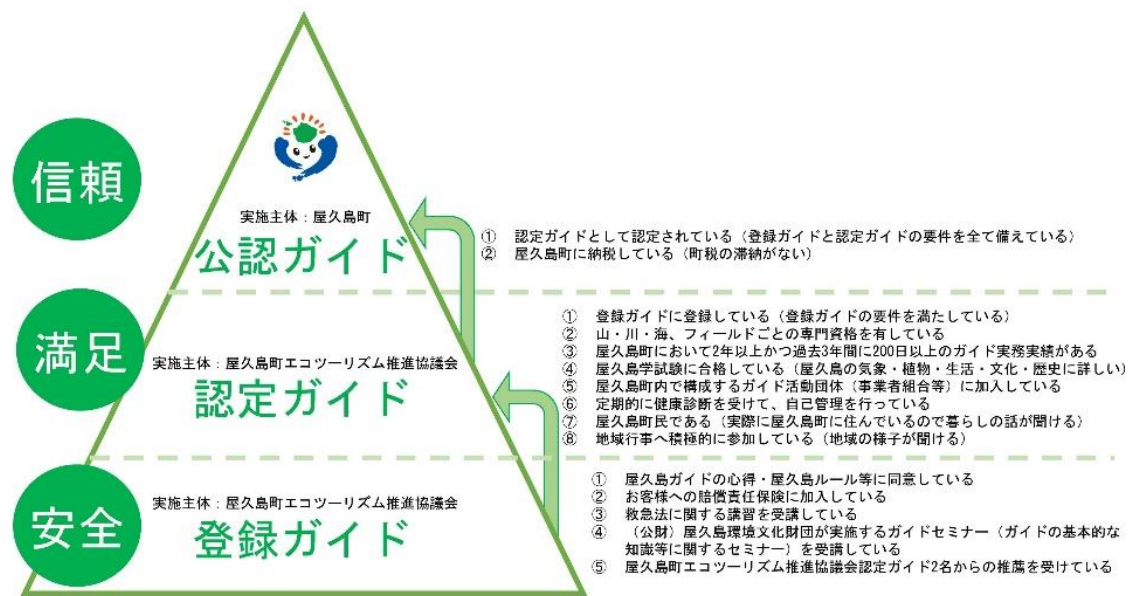 信頼
実施主体：屋久島町
公認ガイド
① 認定ガイドとして認定されている（登録ガイドと認定ガイドの要件を全て備えている）
② 屋久島町に納税している（町税の滞納がない）
満足
実施主体：屋久島町エコツーリズム推進協議会
認定ガイド
① 登録ガイドに登録している（登録ガイドの要件を満たしている）
② 山・川・海、フィールドごとの専門資格を有している
③ 屋久島町において2年以上かつ過去3年間に200日以上のガイド実務実績がある
④ 屋久島学試験に合格している（屋久島の気象・植物・生活・文化・歴史に詳しい）
⑤ 屋久島町内で構成するガイド活動団体（事業者組合等）に加入している
⑥ 定期的に健康診断を受けて、自己管理を行っている
⑦ 屋久島町民である（実際に屋久島町に住んでいるので暮らしの話が聞ける）
⑧ 地域行事へ積極的に参加している（地域の様子が聞ける）
安全
実施主体：屋久島町エコツーリズム推進協議会
登録ガイド
① 屋久島ガイドの心得・屋久島ルール等に同意している
② お客様への賠償責任保険に加入している
③ 救急法に関する講習を受講している
④ （公財）屋久島環境文化財団が実施するガイドセミナー（ガイドの基本的な
知識等に関するセミナー）を受講している
⑤ 屋久島町エコツーリズム推進協議会認定ガイド2名からの推薦を受けている